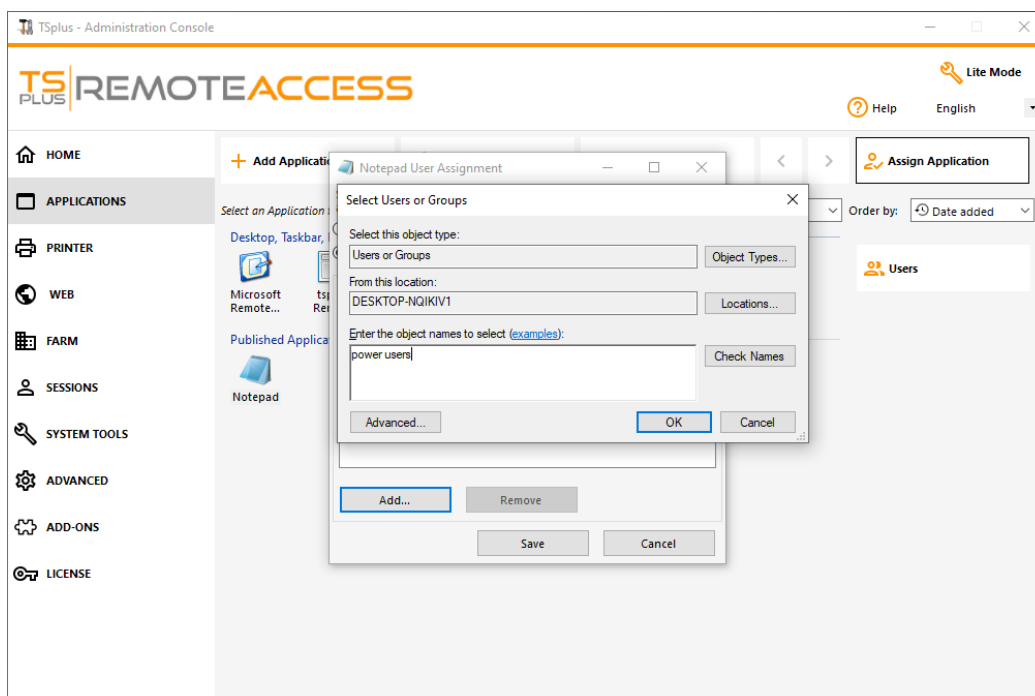 TSplus - Administration Console
TS PLUS REMOTEACCESS
Lite Mode
Help
English
HOME
APPLICATIONS
PRINTER
WEB
FARM
SESSIONS
SYSTEM TOOLS
ADVANCED
ADD-ONS
LICENSE
Add Applicati
Assign Application
Select an Application
Order by:
Date added
Users
Desktop, Taskbar,
Microsoft
Remote...
tsp
Rer
Published Applica
Notepad
Notepad User Assignment
Select Users or Groups
Select this object type:
Users or Groups
Object Types...
From this location:
DESKTOP-NQIKIV1
Locations...
Enter the object names to select (examples):
power users
Check Names
Advanced...
OK
Cancel
Add...
Remove
Save
Cancel